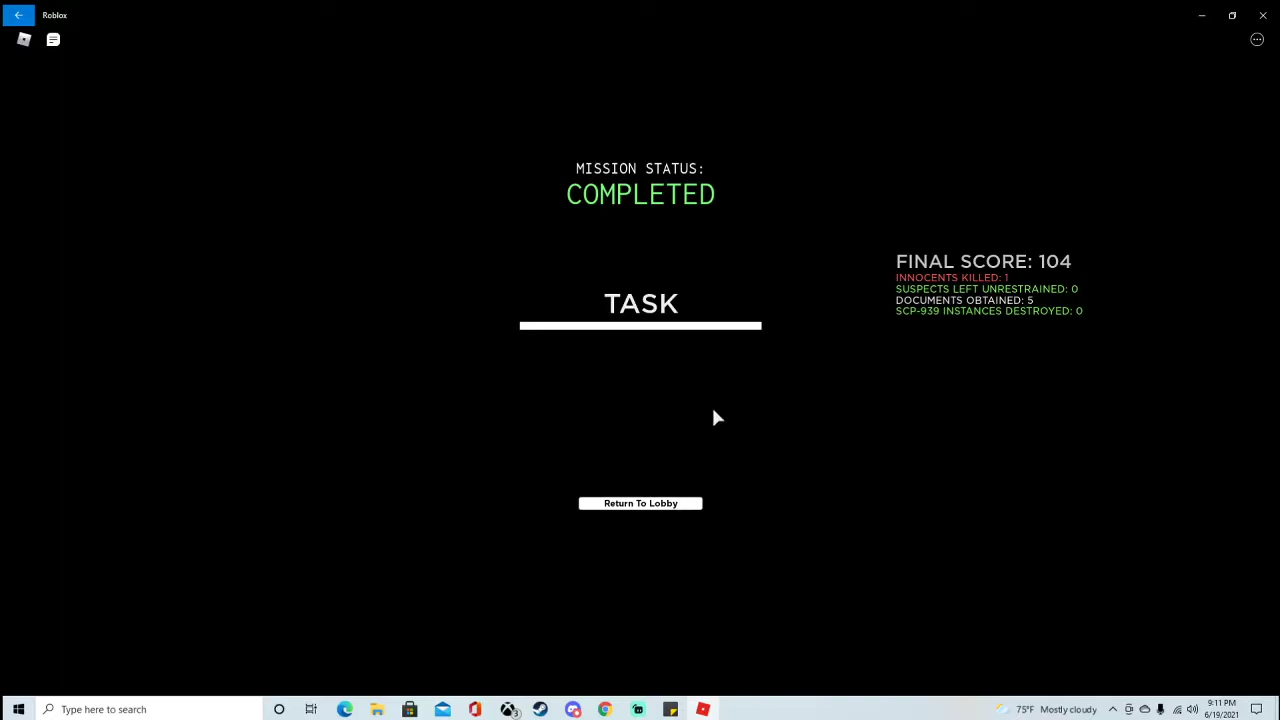 Roblox
MISSION STATUS:
COMPLETED
FINAL SCORE: 104
INNOCENTS KILLED: 1
SUSPECTS LEFT UNRESTRAINED: 0
DOCUMENTS OBTAINED: 5
SCP-939 INSTANCES DESTROYED: 0
TASK
Return To Lobby
Type here to search
3
75°F Mostly cloudy
9:11 PM
6/19/2021